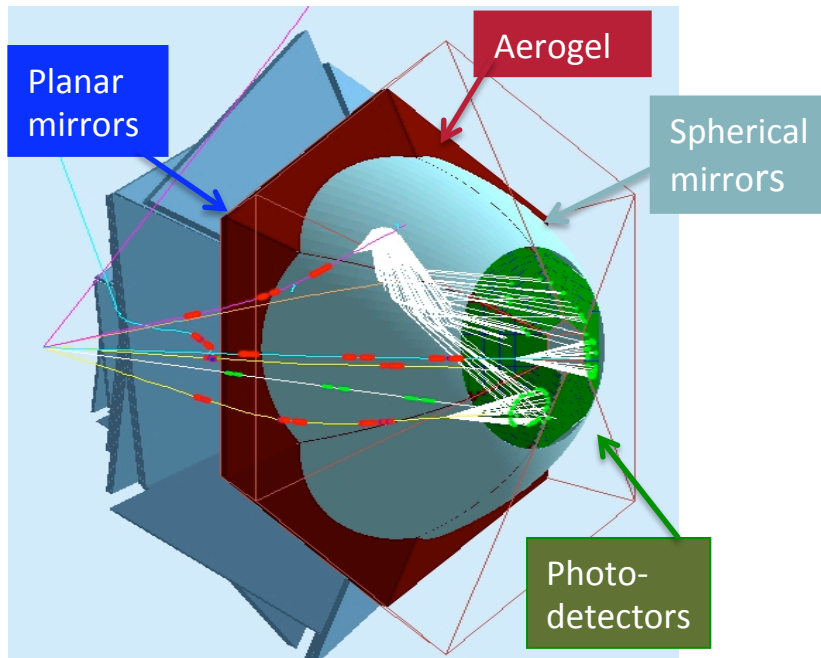 Aerogel
Planar
mirrors
Spherical
mirrors
Photo-
detectors